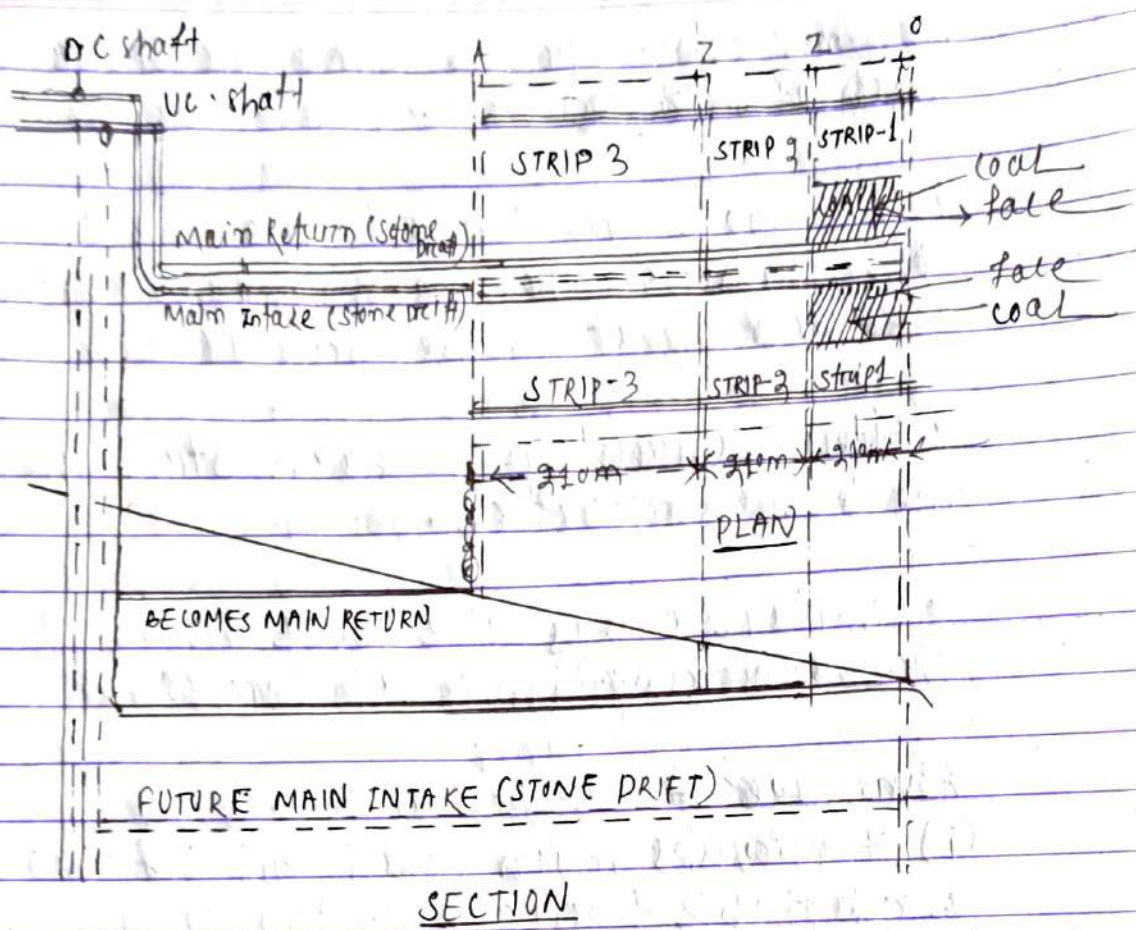 DC shaft
UC. shaft
A Z Z O
STRIP 3 STRIP 2 STRIP-1
coal
face
Main Return (Stone Drift)
face
Main Intake (Stone Drift)
coal
STRIP-3 STRIP-2 Strip1
210m 210m 210m
PLAN
BECOMES MAIN RETURN
FUTURE MAIN INTAKE (STONE DRIFT)
SECTION